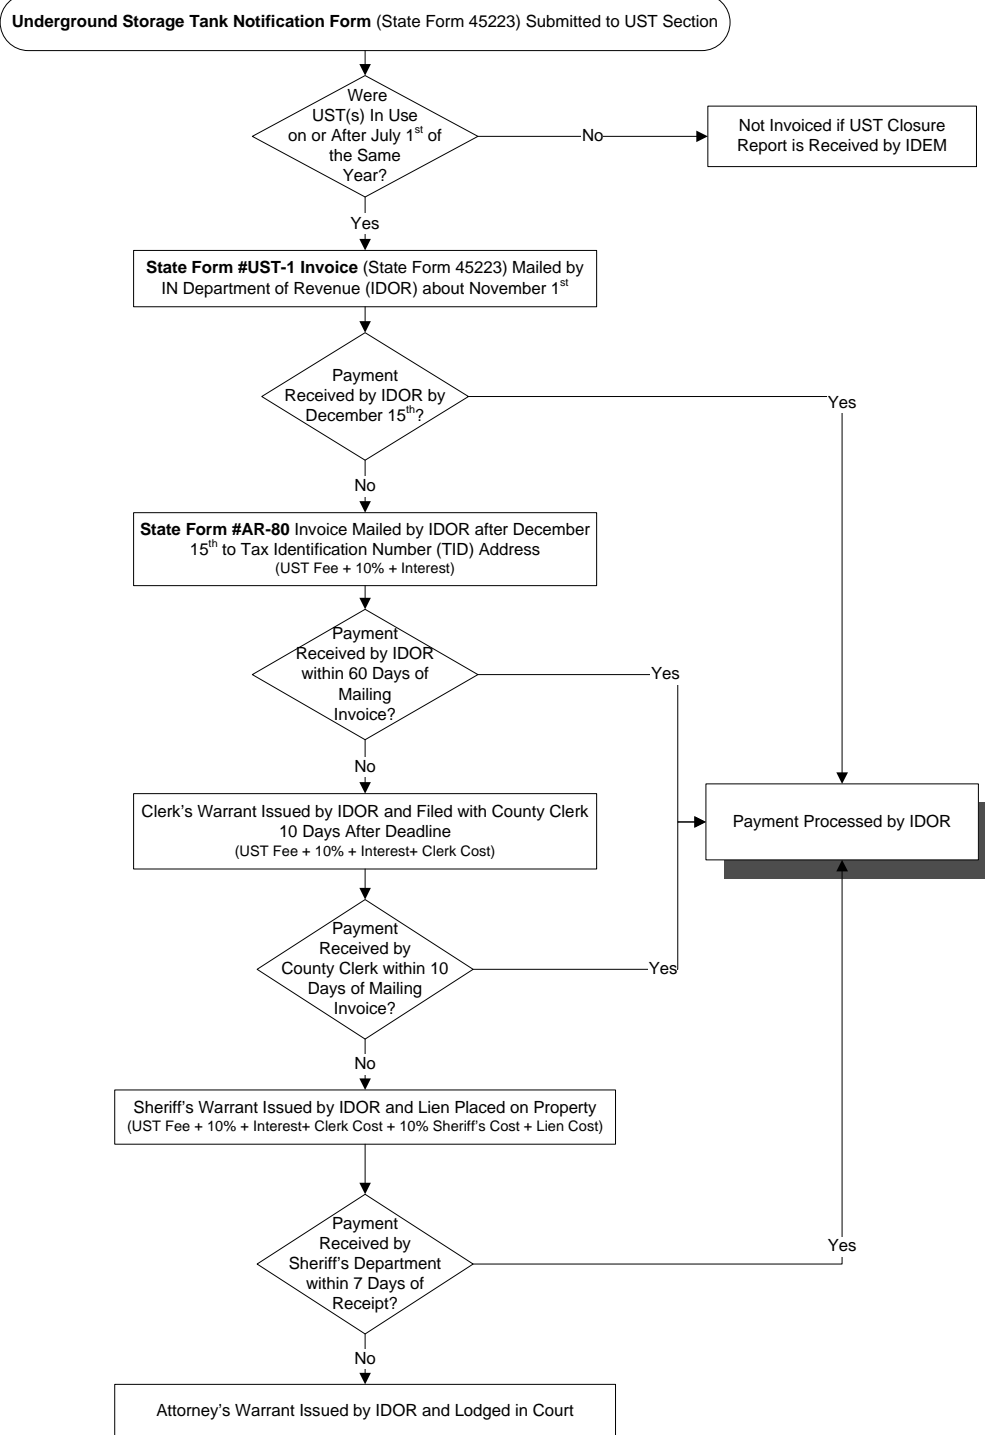 Underground Storage Tank Notification Form (State Form 45223) Submitted to UST Section
Were
UST(s) In Use
on or After July 1st of
the Same
Year?
No
Not Invoiced if UST Closure
Report is Received by IDEM
Yes
State Form #UST-1 Invoice (State Form 45223) Mailed by
IN Department of Revenue (IDOR) about November 1st
Payment
Received by IDOR by
December 15th?
Yes
No
State Form #AR-80 Invoice Mailed by IDOR after December
15th to Tax Identification Number (TID) Address
(UST Fee + 10% + Interest)
Payment
Received by IDOR
within 60 Days of
Mailing
Invoice?
Yes
No
Clerk's Warrant Issued by IDOR and Filed with County Clerk
10 Days After Deadline
(UST Fee + 10% + Interest+ Clerk Cost)
Payment Processed by IDOR
Payment
Received by
County Clerk within 10
Days of Mailing
Invoice?
Yes
No
Sheriff's Warrant Issued by IDOR and Lien Placed on Property
(UST Fee + 10% + Interest+ Clerk Cost + 10% Sheriff's Cost + Lien Cost)
Payment
Received by
Sheriff's Department
within 7 Days of
Receipt?
Yes
No
Attorney's Warrant Issued by IDOR and Lodged in Court